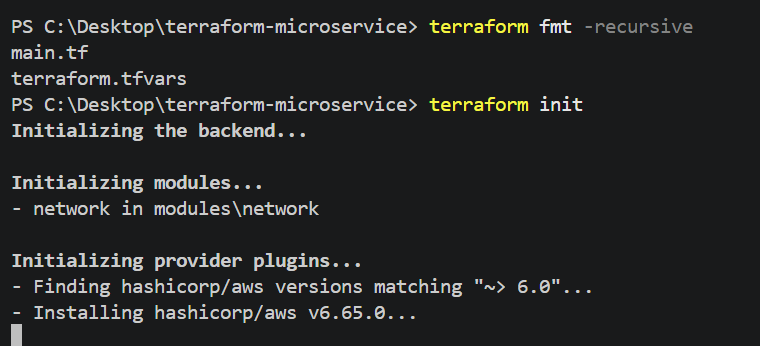 PS C:\Desktop\terraform-microservice> terraform fmt -recursive
main.tf
terraform.tfvars
PS C:\Desktop\terraform-microservice> terraform init
Initializing the backend...
Initializing modules...
- network in modules\network
Initializing provider plugins...
- Finding hashicorp/aws versions matching "~> 6.0"...
- Installing hashicorp/aws v6.65.0...